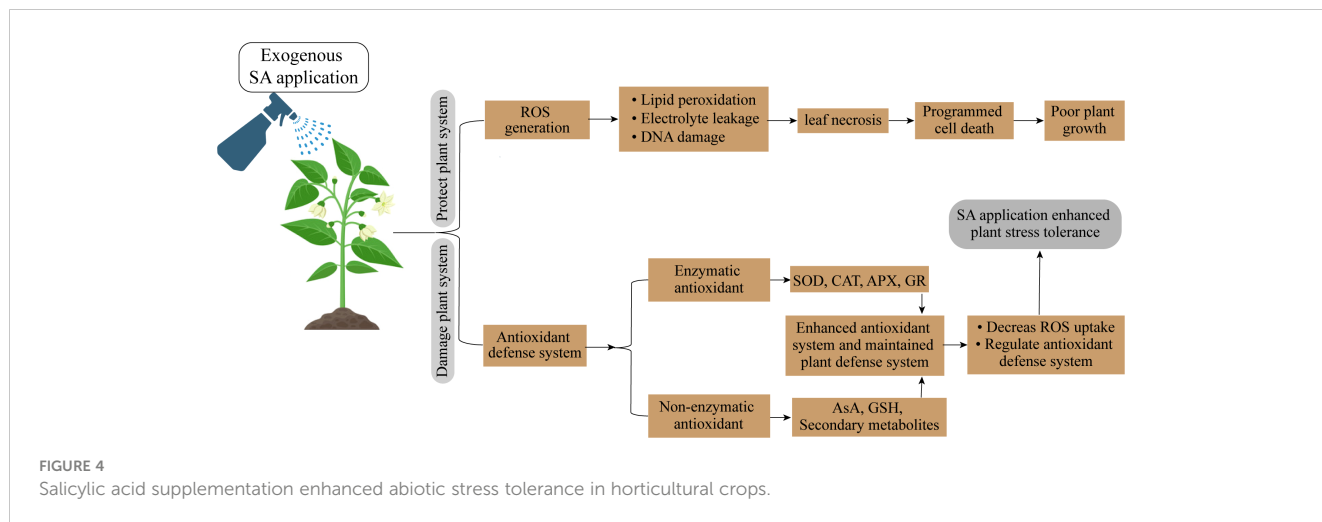 Exogenous
SA application
Protect plant system
Damage plant system
ROS
generation
• Lipid peroxidation
• Electrolyte leakage
• DNA damage
leaf necrosis
Programmed
cell death
Poor plant
growth
SA application enhanced
plant stress tolerance
Antioxidant
defense system
Enzymatic
antioxidant
SOD, CAT, APX, GR
Enhanced antioxidant
system and maintained
plant defense system
• Decreas ROS uptake
• Regulate antioxidant
defense system
Non-enzymatic
antioxidant
AsA, GSH,
Secondary metabolites
FIGURE 4
Salicylic acid supplementation enhanced abiotic stress tolerance in horticultural crops.